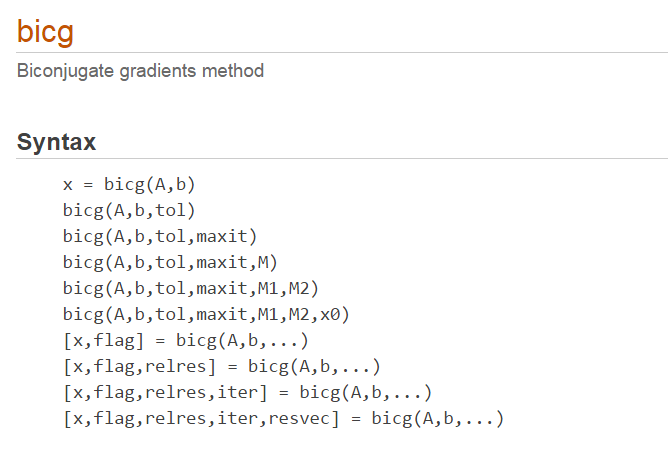 bicg
Biconjugate gradients method
Syntax
x = bicg(A,b)
bicg(A,b,tol)
bicg(A,b,tol,maxit)
bicg(A,b,tol,maxit,M)
bicg(A,b,tol,maxit,M1,M2)
bicg(A,b,tol,maxit,M1,M2,x0)
[x,flag] = bicg(A,b,...)
[x,flag,relres] = bicg(A,b,...)
[x,flag,relres,iter] = bicg(A,b,...)
[x,flag,relres,iter,resvec] = bicg(A,b,...)